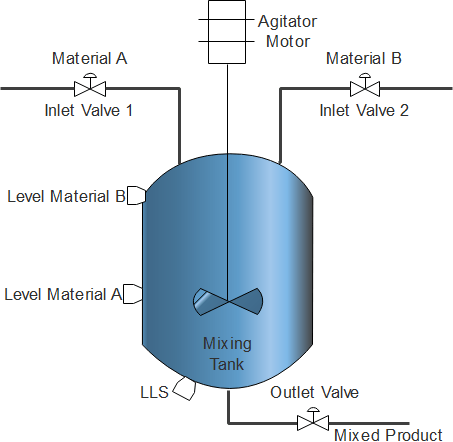 Agitator
Motor
Material A
Material B
Inlet Valve 1
Inlet Valve 2
Level Material B
Level Material A
Mixing
Tank
LLS
Outlet Valve
Mixed Product